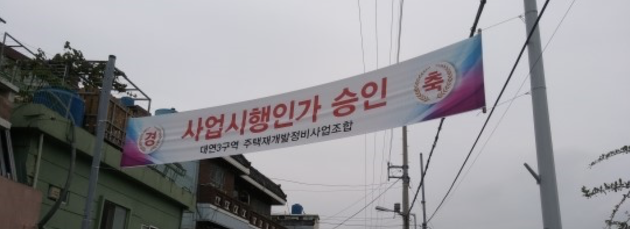 경 사업시행인가 승인 축
대연3구역 주택재개발정비사업조합